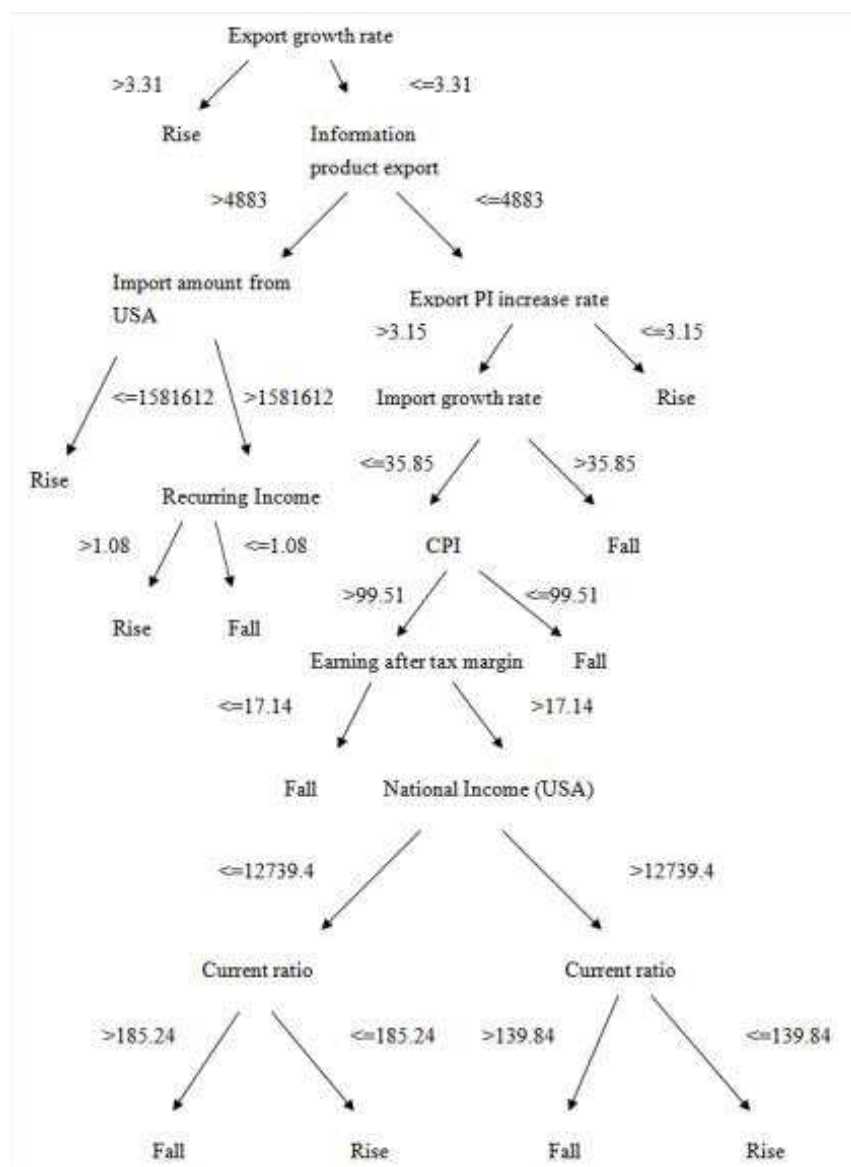 Export growth rate
>3.31
<=3.31
Rise
Information
product export
>4883
<=4883
Import amount from
USA
Export PI increase rate
>3.15
<=3.15
<=1581612
>1581612
Import growth rate
Rise
<=35.85
>35.85
Rise
Recurring Income
>1.08
<=1.08
CPI
Fall
>99.51
<=99.51
Rise
Fall
Earning after tax margin
Fall
<=17.14
>17.14
Fall
National Income (USA)
<=12739.4
>12739.4
Current ratio
Current ratio
>185.24
<=185.24
>139.84
<=139.84
Fall
Rise
Fall
Rise